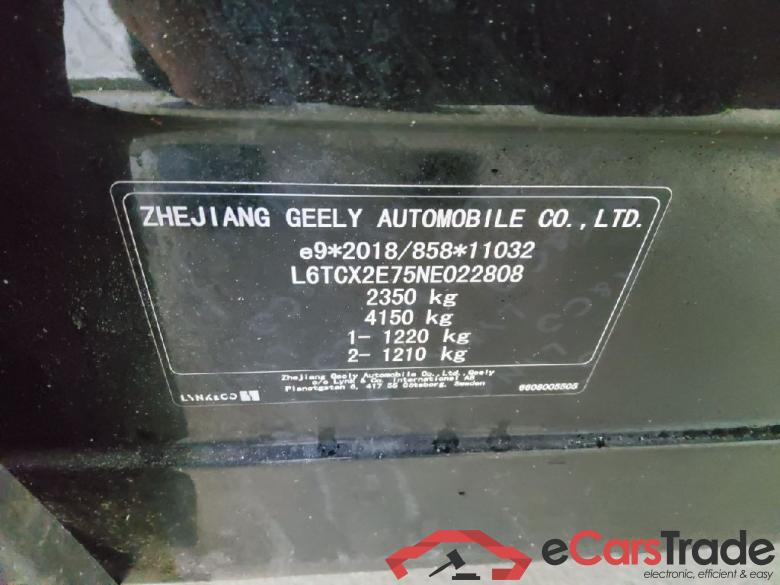 ZHEJIANG GEELY AUTOMOBILE CO., LTD.
e9*2018/858*11032
L6TCX2E75NE022808
2350 kg
4150 kg
1- 1220 kg
2- 1210 kg
Zhejiang Geely Automobile Co., Ltd., Geely
c/o Lynk & Co. International AB
Planetgatan 6, 417 55 Göteborg, Sweden
LYNK&CO
6608005505
eCarsTrade
electronic, efficient & easy